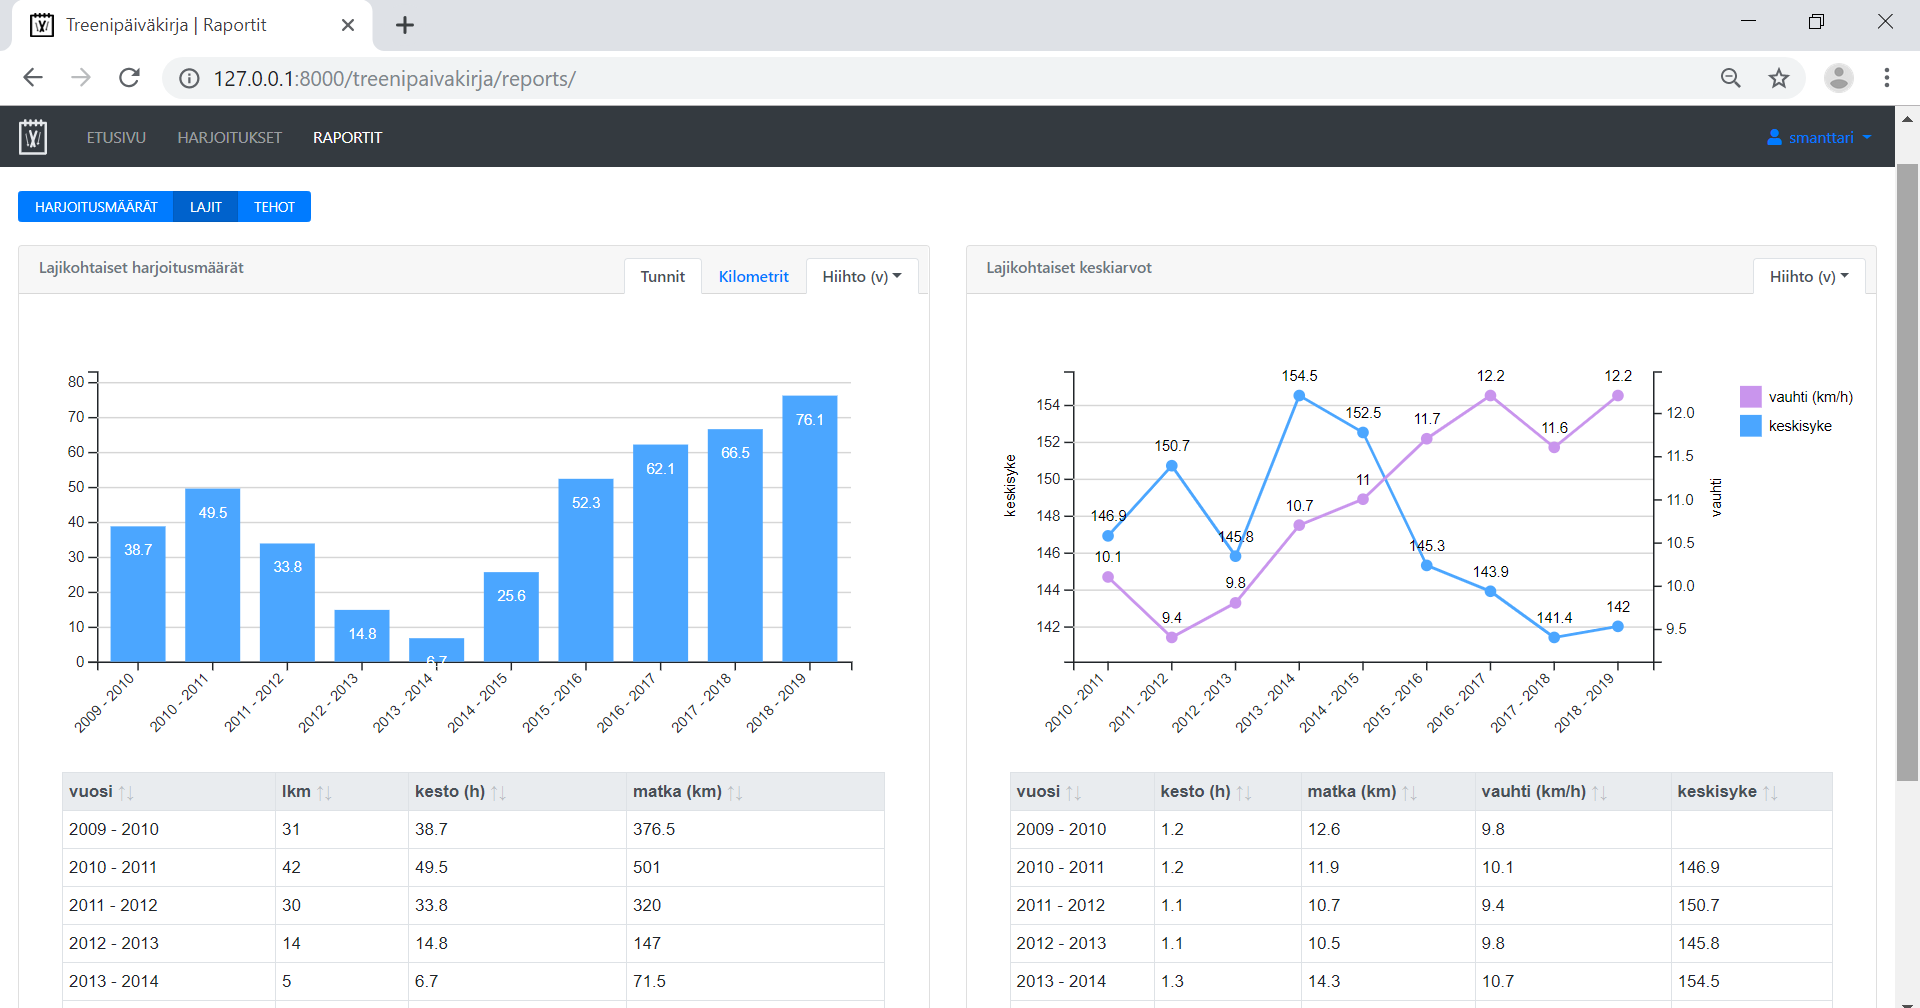 Treenipäiväkirja | Raportit
127.0.0.1:8000/treenipaivakirja/reports/
ETUSIVU HARJOITUKSET RAPORTIT smanttari
HARJOITUSMÄÄRÄT LAJIT TEHOT
Lajikohtaiset harjoitusmäärät Tunnit Kilometrit Hiihto (v)
80
70
60
50
40
30
20
10
0
38.7 49.5 33.8 14.8 6.7 25.6 52.3 62.1 66.5 76.1
2009 - 2010 2010 - 2011 2011 - 2012 2012 - 2013 2013 - 2014 2014 - 2015 2015 - 2016 2016 - 2017 2017 - 2018 2018 - 2019
vuosi lkm kesto (h) matka (km)
2009 - 2010 31 38.7 376.5
2010 - 2011 42 49.5 501
2011 - 2012 30 33.8 320
2012 - 2013 14 14.8 147
2013 - 2014 5 6.7 71.5
Lajikohtaiset keskiarvot Hiihto (v)
keskisyke
154
152
150
148
146
144
142
146.9 150.7 145.8 154.5 152.5 145.3 143.9 141.4 142
10.1 9.4 9.8 10.7 11 11.7 12.2 11.6 12.2
12.0
11.5
11.0
10.5
10.0
9.5
vauhti
vauhti (km/h)
keskisyke
2010 - 2011 2011 - 2012 2012 - 2013 2013 - 2014 2014 - 2015 2015 - 2016 2016 - 2017 2017 - 2018 2018 - 2019
vuosi kesto (h) matka (km) vauhti (km/h) keskisyke
2009 - 2010 1.2 12.6 9.8
2010 - 2011 1.2 11.9 10.1 146.9
2011 - 2012 1.1 10.7 9.4 150.7
2012 - 2013 1.1 10.5 9.8 145.8
2013 - 2014 1.3 14.3 10.7 154.5